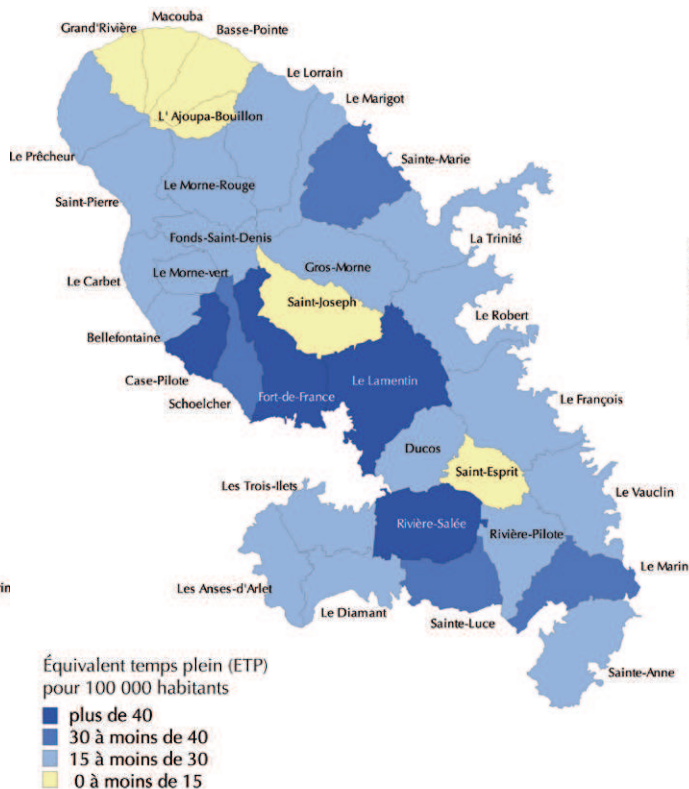 Macouba
Grand'Rivière
Basse-Pointe
Le Lorrain
Le Marigot
L' Ajoupa-Bouillon
Le Prêcheur
Sainte-Marie
Le Morne-Rouge
Saint-Pierre
Fonds-Saint-Denis
La Trinité
Le Morne-vert
Gros-Morne
Le Carbet
Saint-Joseph
Le Robert
Bellefontaine
Case-Pilote
Le Lamentin
Fort-de-France
Schoelcher
Le François
Ducos
Saint-Esprit
Les Trois-Ilets
Le Vauclin
Rivière-Salée
Rivière-Pilote
Le Marin
Les Anses-d'Arlet
Le Diamant
Sainte-Luce
Sainte-Anne
Équivalent temps plein (ETP)
pour 100 000 habitants
plus de 40
30 à moins de 40
15 à moins de 30
0 à moins de 15